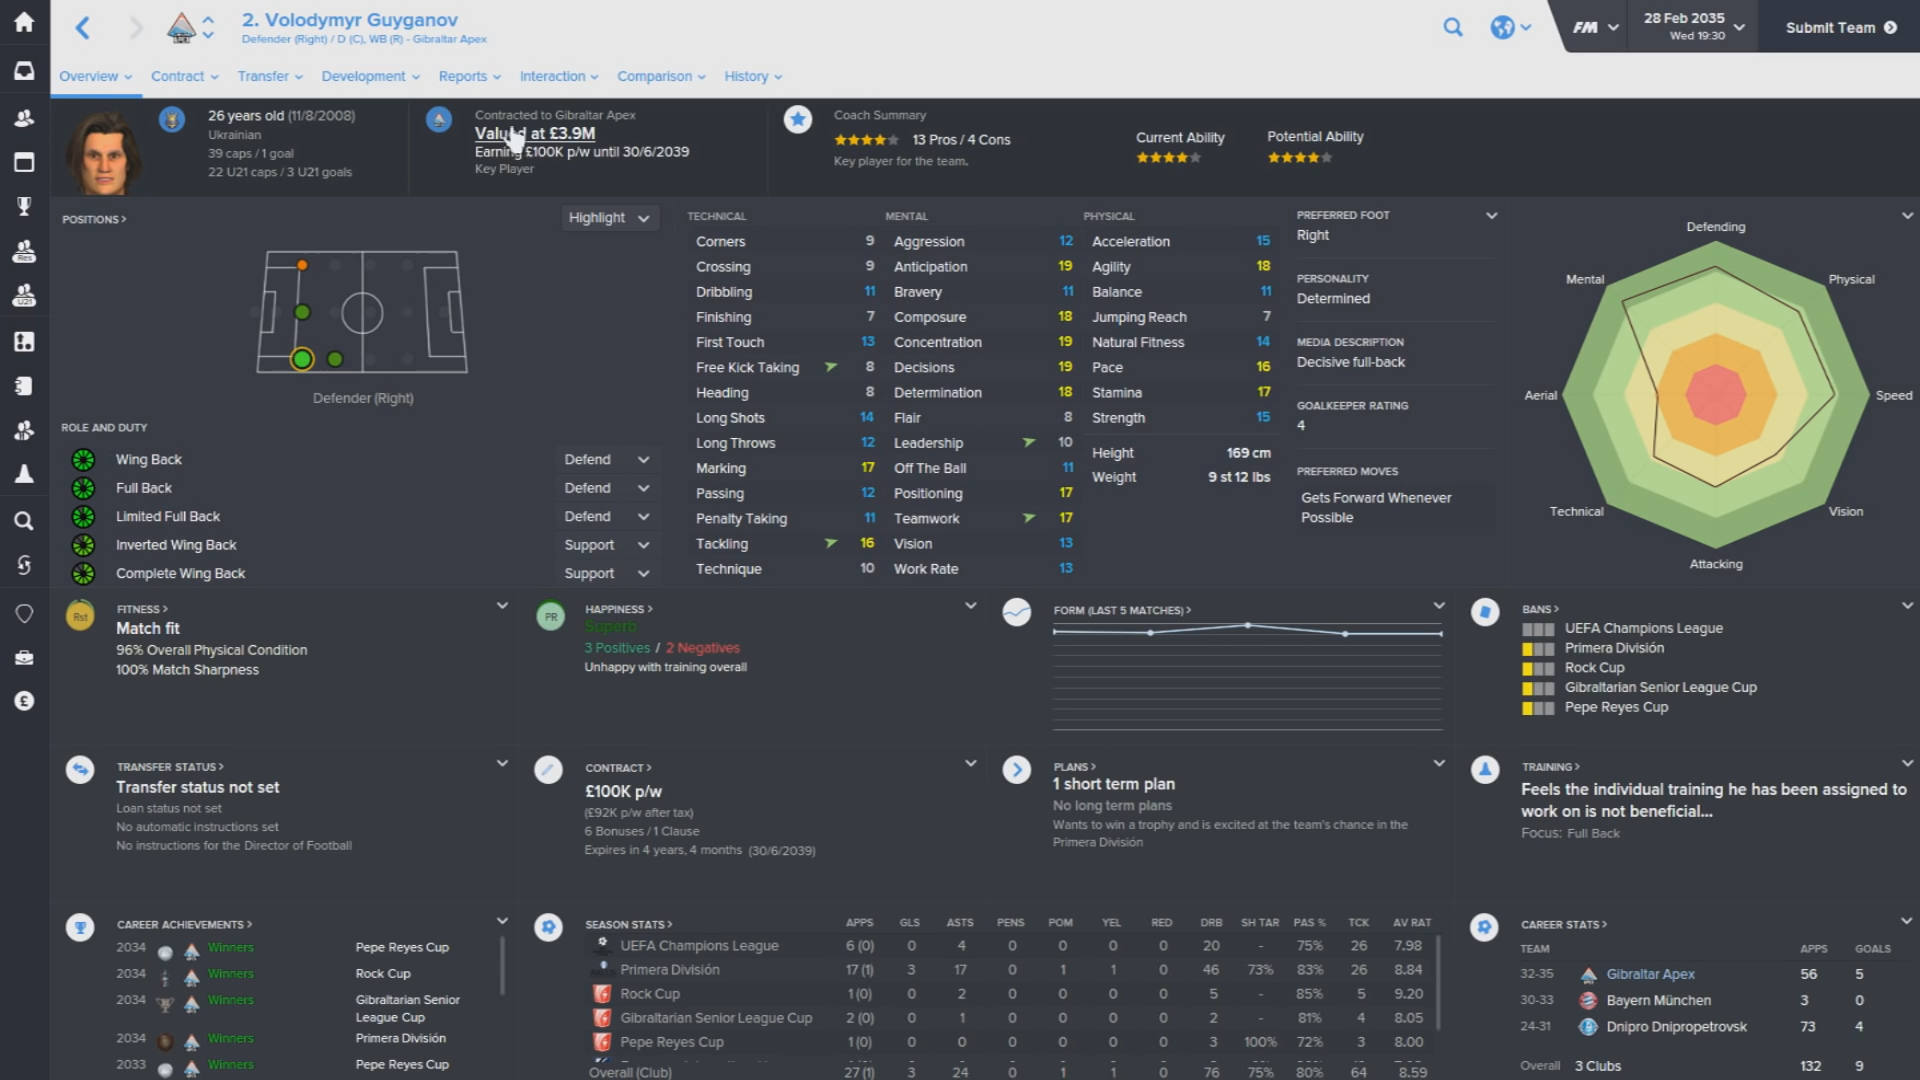 2. Volodymyr Guyganov
Defender (Right) / D (C), WB (R) - Gibraltar Apex
FM
28 Feb 2035
Wed 19:30
Submit Team
Overview Contract Transfer Development Reports Interaction Comparison History
26 years old (11/8/2008)
Ukrainian
39 caps / 1 goal
22 U21 caps / 3 U21 goals
Contracted to Gibraltar Apex
Valued at £3.9M
Earning £100K p/w until 30/6/2039
Key Player
Coach Summary
13 Pros / 4 Cons
Key player for the team.
Current Ability
Potential Ability
POSITIONS >
Highlight
Defender (Right)
ROLE AND DUTY
Wing Back Defend
Full Back Defend
Limited Full Back Defend
Inverted Wing Back Support
Complete Wing Back Support
TECHNICAL
Corners 9
Crossing 9
Dribbling 11
Finishing 7
First Touch 13
Free Kick Taking 8
Heading 8
Long Shots 14
Long Throws 12
Marking 17
Passing 12
Penalty Taking 11
Tackling 16
Technique 10
MENTAL
Aggression 12
Anticipation 19
Bravery 11
Composure 18
Concentration 19
Decisions 19
Determination 18
Flair 8
Leadership 10
Off The Ball 11
Positioning 17
Teamwork 17
Vision 13
Work Rate 13
PHYSICAL
Acceleration 15
Agility 18
Balance 11
Jumping Reach 7
Natural Fitness 14
Pace 16
Stamina 17
Strength 15
Height 169 cm
Weight 9 st 12 lbs
PREFERRED FOOT
Right
PERSONALITY
Determined
MEDIA DESCRIPTION
Decisive full-back
GOALKEEPER RATING
4
PREFERRED MOVES
Gets Forward Whenever
Possible
Defending
Physical
Speed
Vision
Attacking
Technical
Aerial
Mental
Res
U21
Rst
FITNESS >
Match fit
96% Overall Physical Condition
100% Match Sharpness
PR
HAPPINESS >
Superb
3 Positives / 2 Negatives
Unhappy with training overall
FORM (LAST 5 MATCHES) >
BANS >
UEFA Champions League
Primera División
Rock Cup
Gibraltarian Senior League Cup
Pepe Reyes Cup
TRANSFER STATUS >
Transfer status not set
Loan status not set
No automatic instructions set
No instructions for the Director of Football
CONTRACT >
£100K p/w
(£92K p/w after tax)
6 Bonuses / 1 Clause
Expires in 4 years, 4 months (30/6/2039)
PLANS >
1 short term plan
No long term plans
Wants to win a trophy and is excited at the team's chance in the
Primera División
TRAINING >
Feels the individual training he has been assigned to
work on is not beneficial...
Focus: Full Back
CAREER ACHIEVEMENTS >
2034 Winners Pepe Reyes Cup
2034 Winners Rock Cup
2034 Winners Gibraltarian Senior
League Cup
2034 Winners Primera División
2033 Winners Pepe Reyes Cup
SEASON STATS > APPS GLS ASTS PENS POM YEL RED DRB SH TAR PAS % TCK AV RAT
UEFA Champions League 6 (0) 0 4 0 0 0 0 20 - 75% 26 7.98
Primera División 17 (1) 3 17 0 1 1 0 46 73% 83% 26 8.84
Rock Cup 1 (0) 0 2 0 0 0 0 5 - 85% 5 9.20
Gibraltarian Senior League Cup 2 (0) 0 1 0 0 0 0 2 - 81% 4 8.05
Pepe Reyes Cup 1 (0) 0 0 0 0 0 0 3 100% 72% 3 8.00
Overall (Club) 27 (1) 3 24 0 1 1 0 76 75% 80% 64 8.59
CAREER STATS >
TEAM APPS GOALS
32-35 Gibraltar Apex 56 5
30-33 Bayern München 3 0
24-31 Dnipro Dnipropetrovsk 73 4
Overall 3 Clubs 132 9